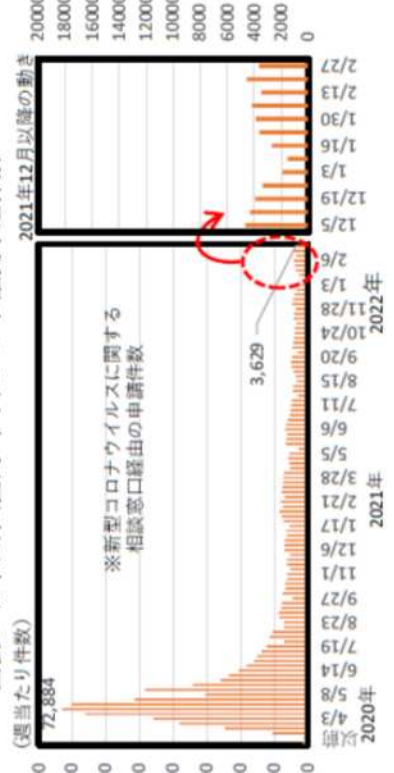 (週当たり件数)
2021年12月以降の動き
72,884
※新型コロナウイルスに関する
相談窓口経由の申請件数
3,629
18000
8000
6000
4000
2000
0
以前 4/3 5/8 6/14 7/19 8/23 9/27 11/1 12/6 1/17 2/21 3/28 5/5 6/6 7/11 8/15 9/20 10/24 11/28 1/3 2/6
12/5 12/19 1/3 1/16 1/30 2/13 2/27
2020年 2021年 2022年